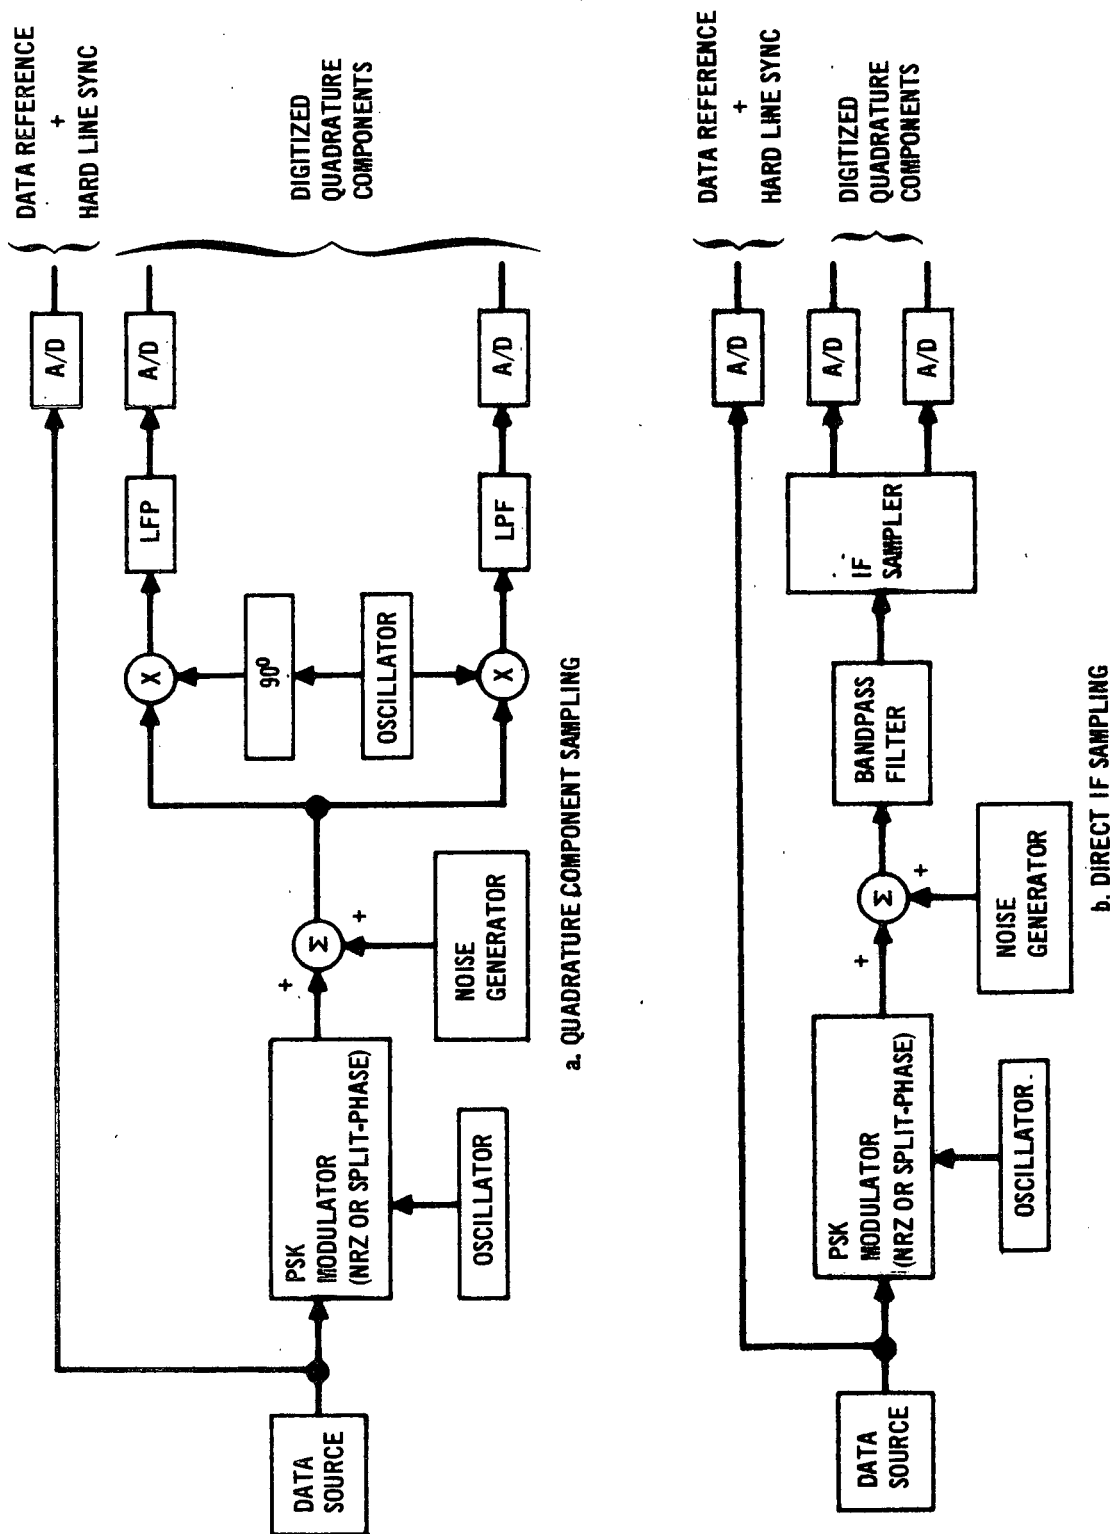 DATA
SOURCE
PSK
MODULATOR
(NRZ OR SPLIT-PHASE)
OSCILLATOR
+
Σ
+
NOISE
GENERATOR
X
90⁰
OSCILLATOR
X
LFP
LPF
A/D
A/D
A/D
DATA REFERENCE
+
HARD LINE SYNC
DIGITIZED
QUADRATURE
COMPONENTS
a. QUADRATURE COMPONENT SAMPLING
DATA
SOURCE
PSK
MODULATOR
(NRZ OR SPLIT-PHASE)
OSCILLATOR.
+
Σ
+
NOISE
GENERATOR
BANDPASS
FILTER
IF
SAMPLER
A/D
A/D
A/D
DATA REFERENCE
+
HARD LINE SYNC
DIGITIZED
QUADRATURE
COMPONENTS
b. DIRECT IF SAMPLING